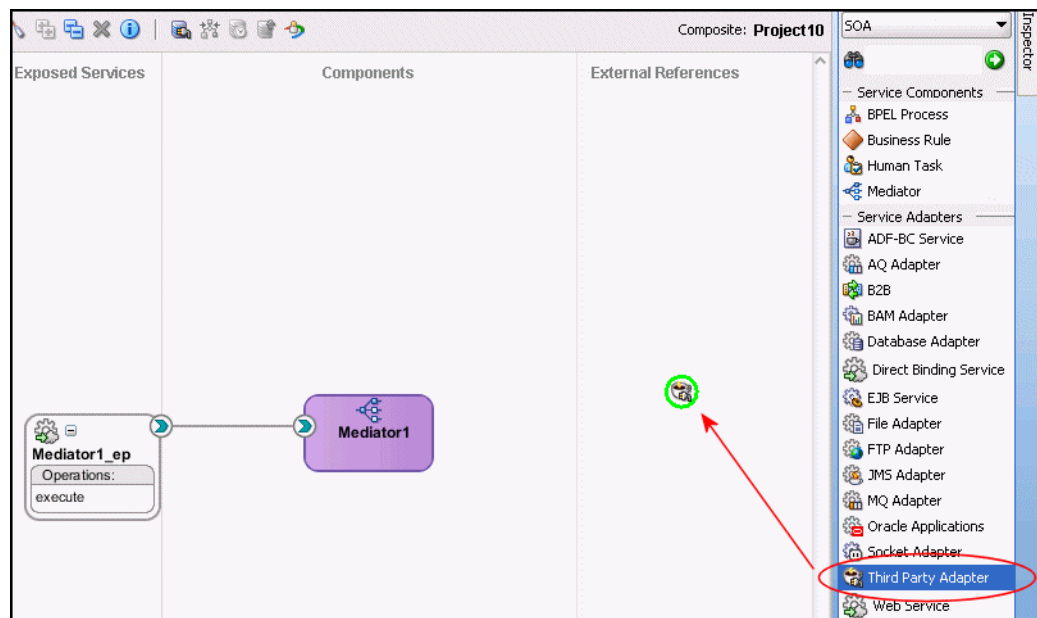 Composite: Project10
SOA
Inspector
Exposed Services
Components
External References
Service Components
BPEL Process
Business Rule
Human Task
Mediator
Service Adapters
ADF-BC Service
AQ Adapter
B2B
BAM Adapter
Database Adapter
Direct Binding Service
EJB Service
File Adapter
FTP Adapter
JMS Adapter
MQ Adapter
Oracle Applications
Socket Adapter
Third Party Adapter
Web Service
Mediator1_ep
Operations:
execute
Mediator1